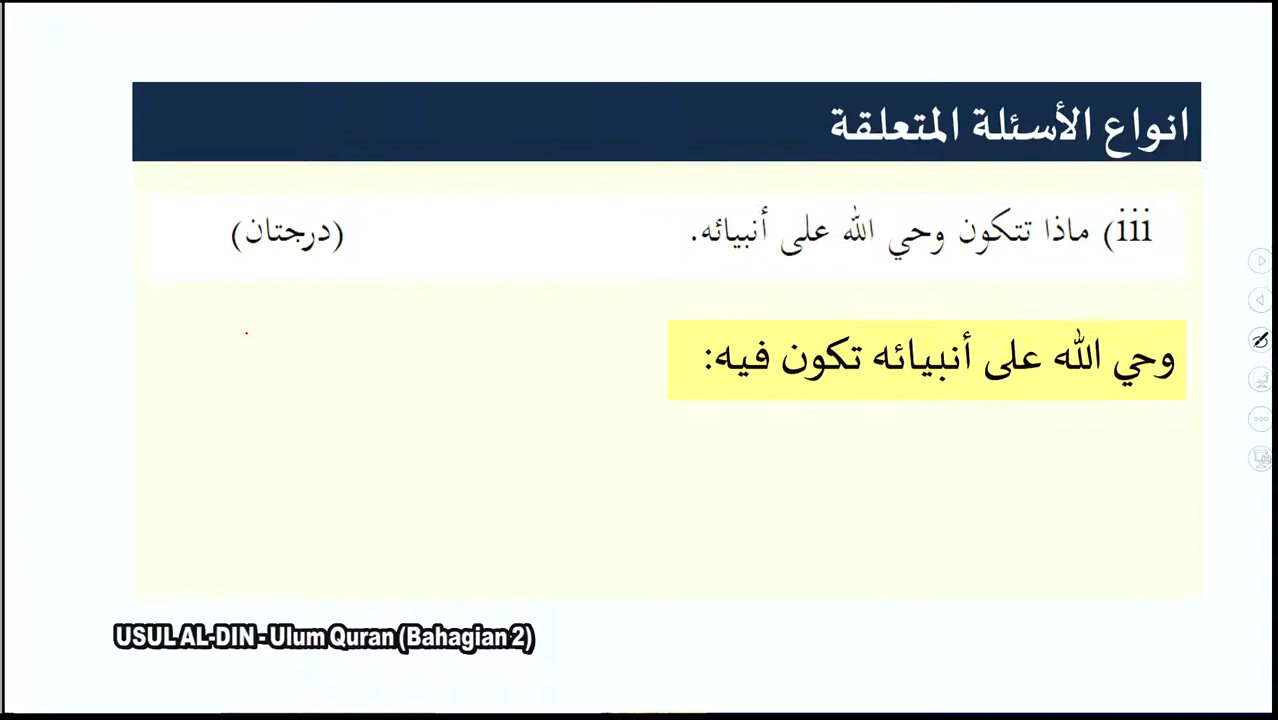 انواع الأسئلة المتعلقة
iii) ماذا تتكون وحي الله على أنبيائه. (درجتان)
وحي الله على أنبيائه تكون فيه:
USUL AL-DIN - Ulum Quran (Bahagian 2)